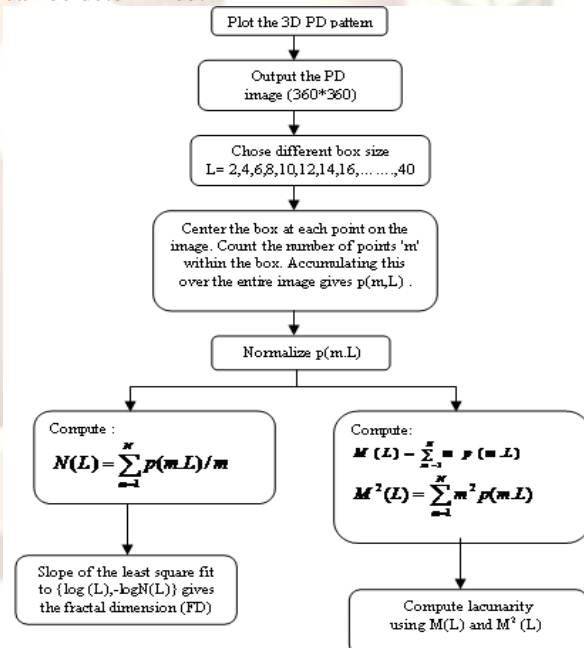 Plot the 3D PD pattern
Output the PD
image (360*360)
Chose different box size
L= 2,4,6,8,10,12,14,16,... ....,40
Center the box at each point on the
image. Count the number of points 'm'
within the box. Accumulating this
over the entire image gives p(m,L) .
Normalize p(m.L)
Compute :
N(L) = ∑_{m=1}^{N} p(m.L)/m
Slope of the least square fit
to {log (L),-logN(L)} gives
the fractal dimension (FD)
Compute:
M (L) = ∑_{m=1}^{N} m p (m.L)
M²(L) = ∑_{m=1}^{N} m² p(m.L)
Compute lacunarity
using M(L) and M² (L)